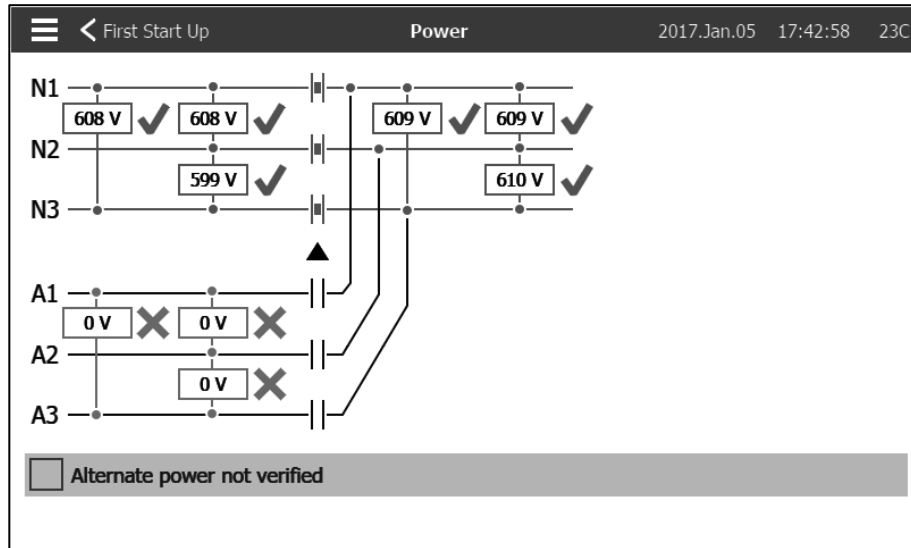 First Start Up Power 2017.Jan.05 17:42:58 23C
N1
608 V 608 V 609 V 609 V
N2
599 V 610 V
N3
A1
0 V 0 V
A2
0 V
A3
Alternate power not verified